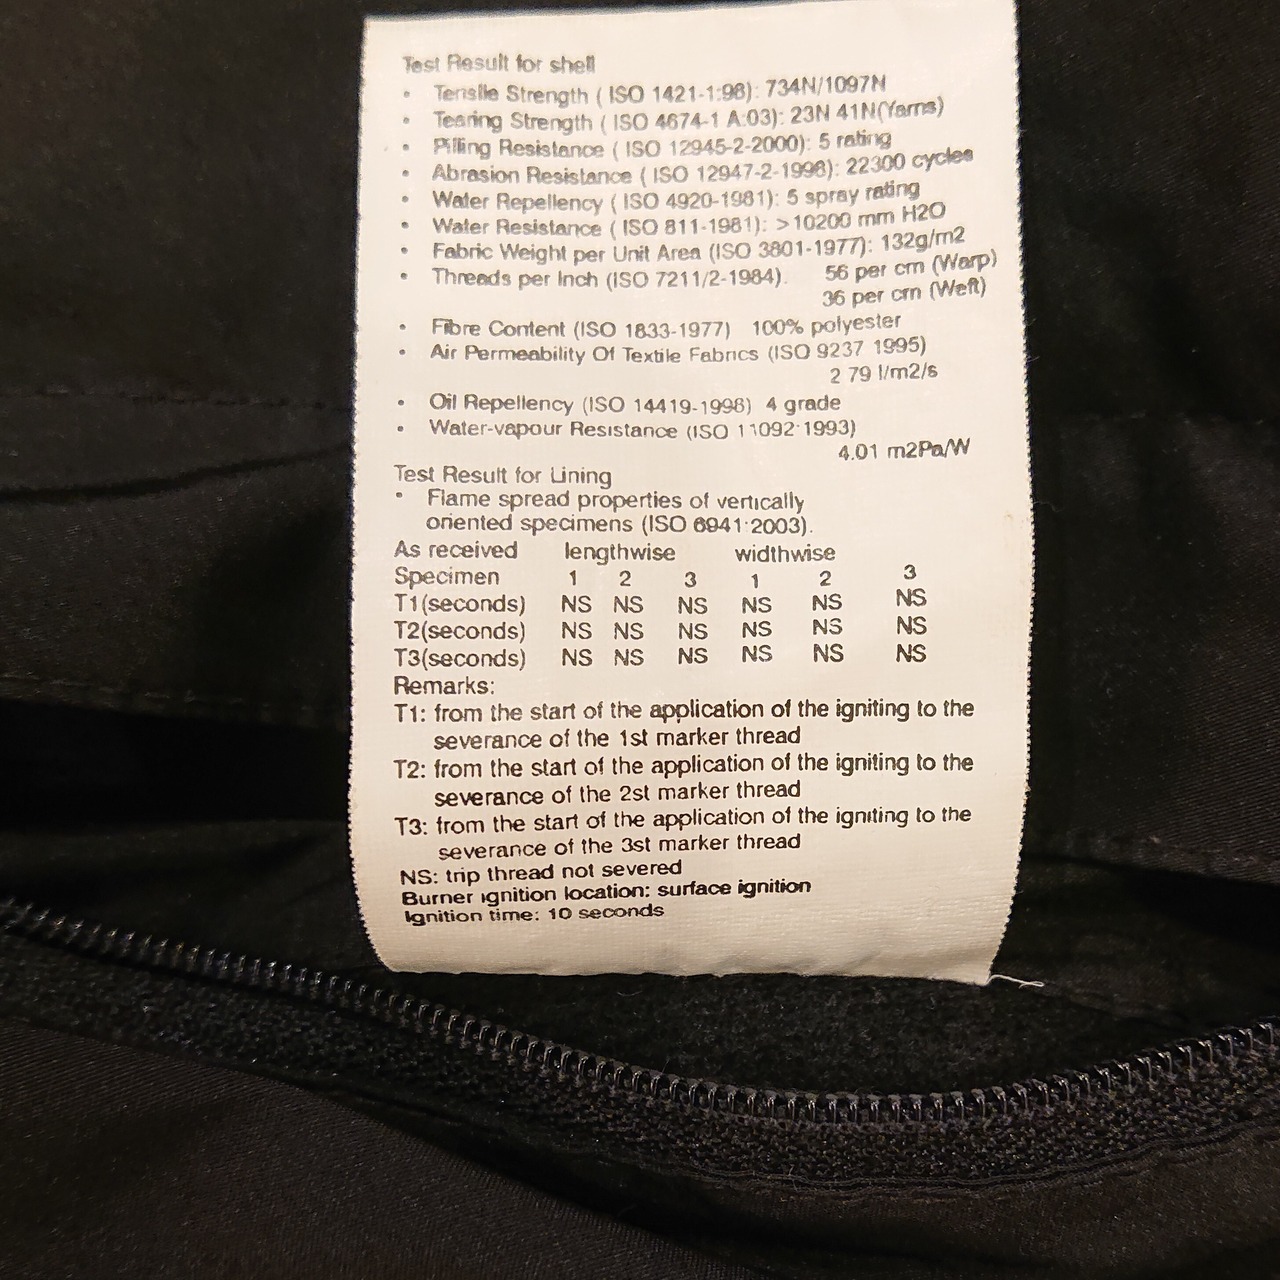 Test Result for shell
• Tensile Strength ( ISO 1421-1:98): 734N/1097N
• Tearing Strength ( ISO 4674-1 A:03): 23N 41N(Yarns)
• Pilling Resistance ( ISO 12945-2-2000): 5 rating
• Abrasion Resistance ( ISO 12947-2-1998): 22300 cycles
• Water Repellency ( ISO 4920-1981): 5 spray rating
• Water Resistance ( ISO 811-1981): >10200 mm H2O
• Fabric Weight per Unit Area (ISO 3801-1977): 132g/m2
• Threads per Inch (ISO 7211/2-1984). 56 per cm (Warp)
36 per cm (Weft)
• Fibre Content (ISO 1833-1977) 100% polyester
• Air Permeability Of Textile Fabrics (ISO 9237 1995)
2 79 l/m2/s
• Oil Repellency (ISO 14419-1998) 4 grade
• Water-vapour Resistance (ISO 11092:1993)
4.01 m2Pa/W
Test Result for Lining
• Flame spread properties of vertically
oriented specimens (ISO 6941:2003).
As received lengthwise widthwise
Specimen 1 2 3 1 2 3
T1(seconds) NS NS NS NS NS NS
T2(seconds) NS NS NS NS NS NS
T3(seconds) NS NS NS NS NS NS
Remarks:
T1: from the start of the application of the igniting to the
severance of the 1st marker thread
T2: from the start of the application of the igniting to the
severance of the 2st marker thread
T3: from the start of the application of the igniting to the
severance of the 3st marker thread
NS: trip thread not severed
Burner ignition location: surface ignition
Ignition time: 10 seconds